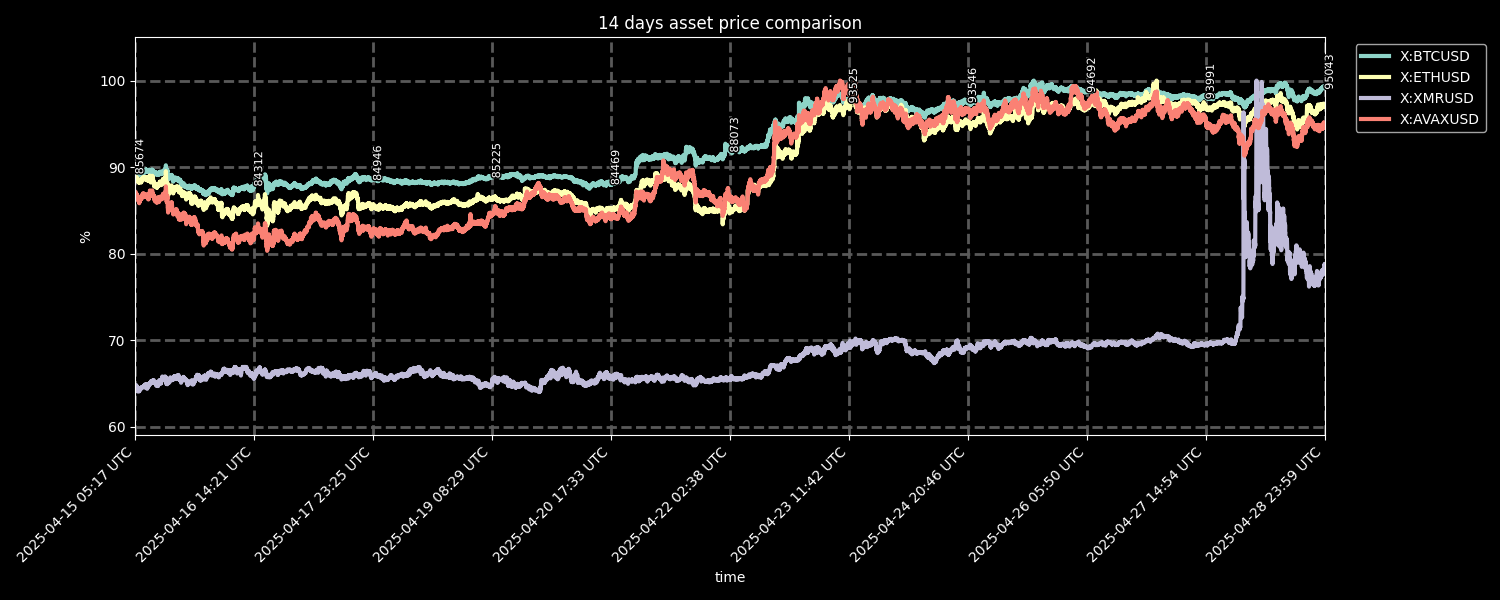 14 days asset price comparison
X:BTCUSD
X:ETHUSD
X:XMRUSD
X:AVAXUSD
100
90
80
70
60
%
85674
84312
84946
85225
84469
88073
93525
93546
94692
93991
95043
2025-04-15 05:17 UTC
2025-04-16 14:21 UTC
2025-04-17 23:25 UTC
2025-04-19 08:29 UTC
2025-04-20 17:33 UTC
2025-04-22 02:38 UTC
2025-04-23 11:42 UTC
2025-04-24 20:46 UTC
2025-04-26 05:50 UTC
2025-04-27 14:54 UTC
2025-04-28 23:59 UTC
time